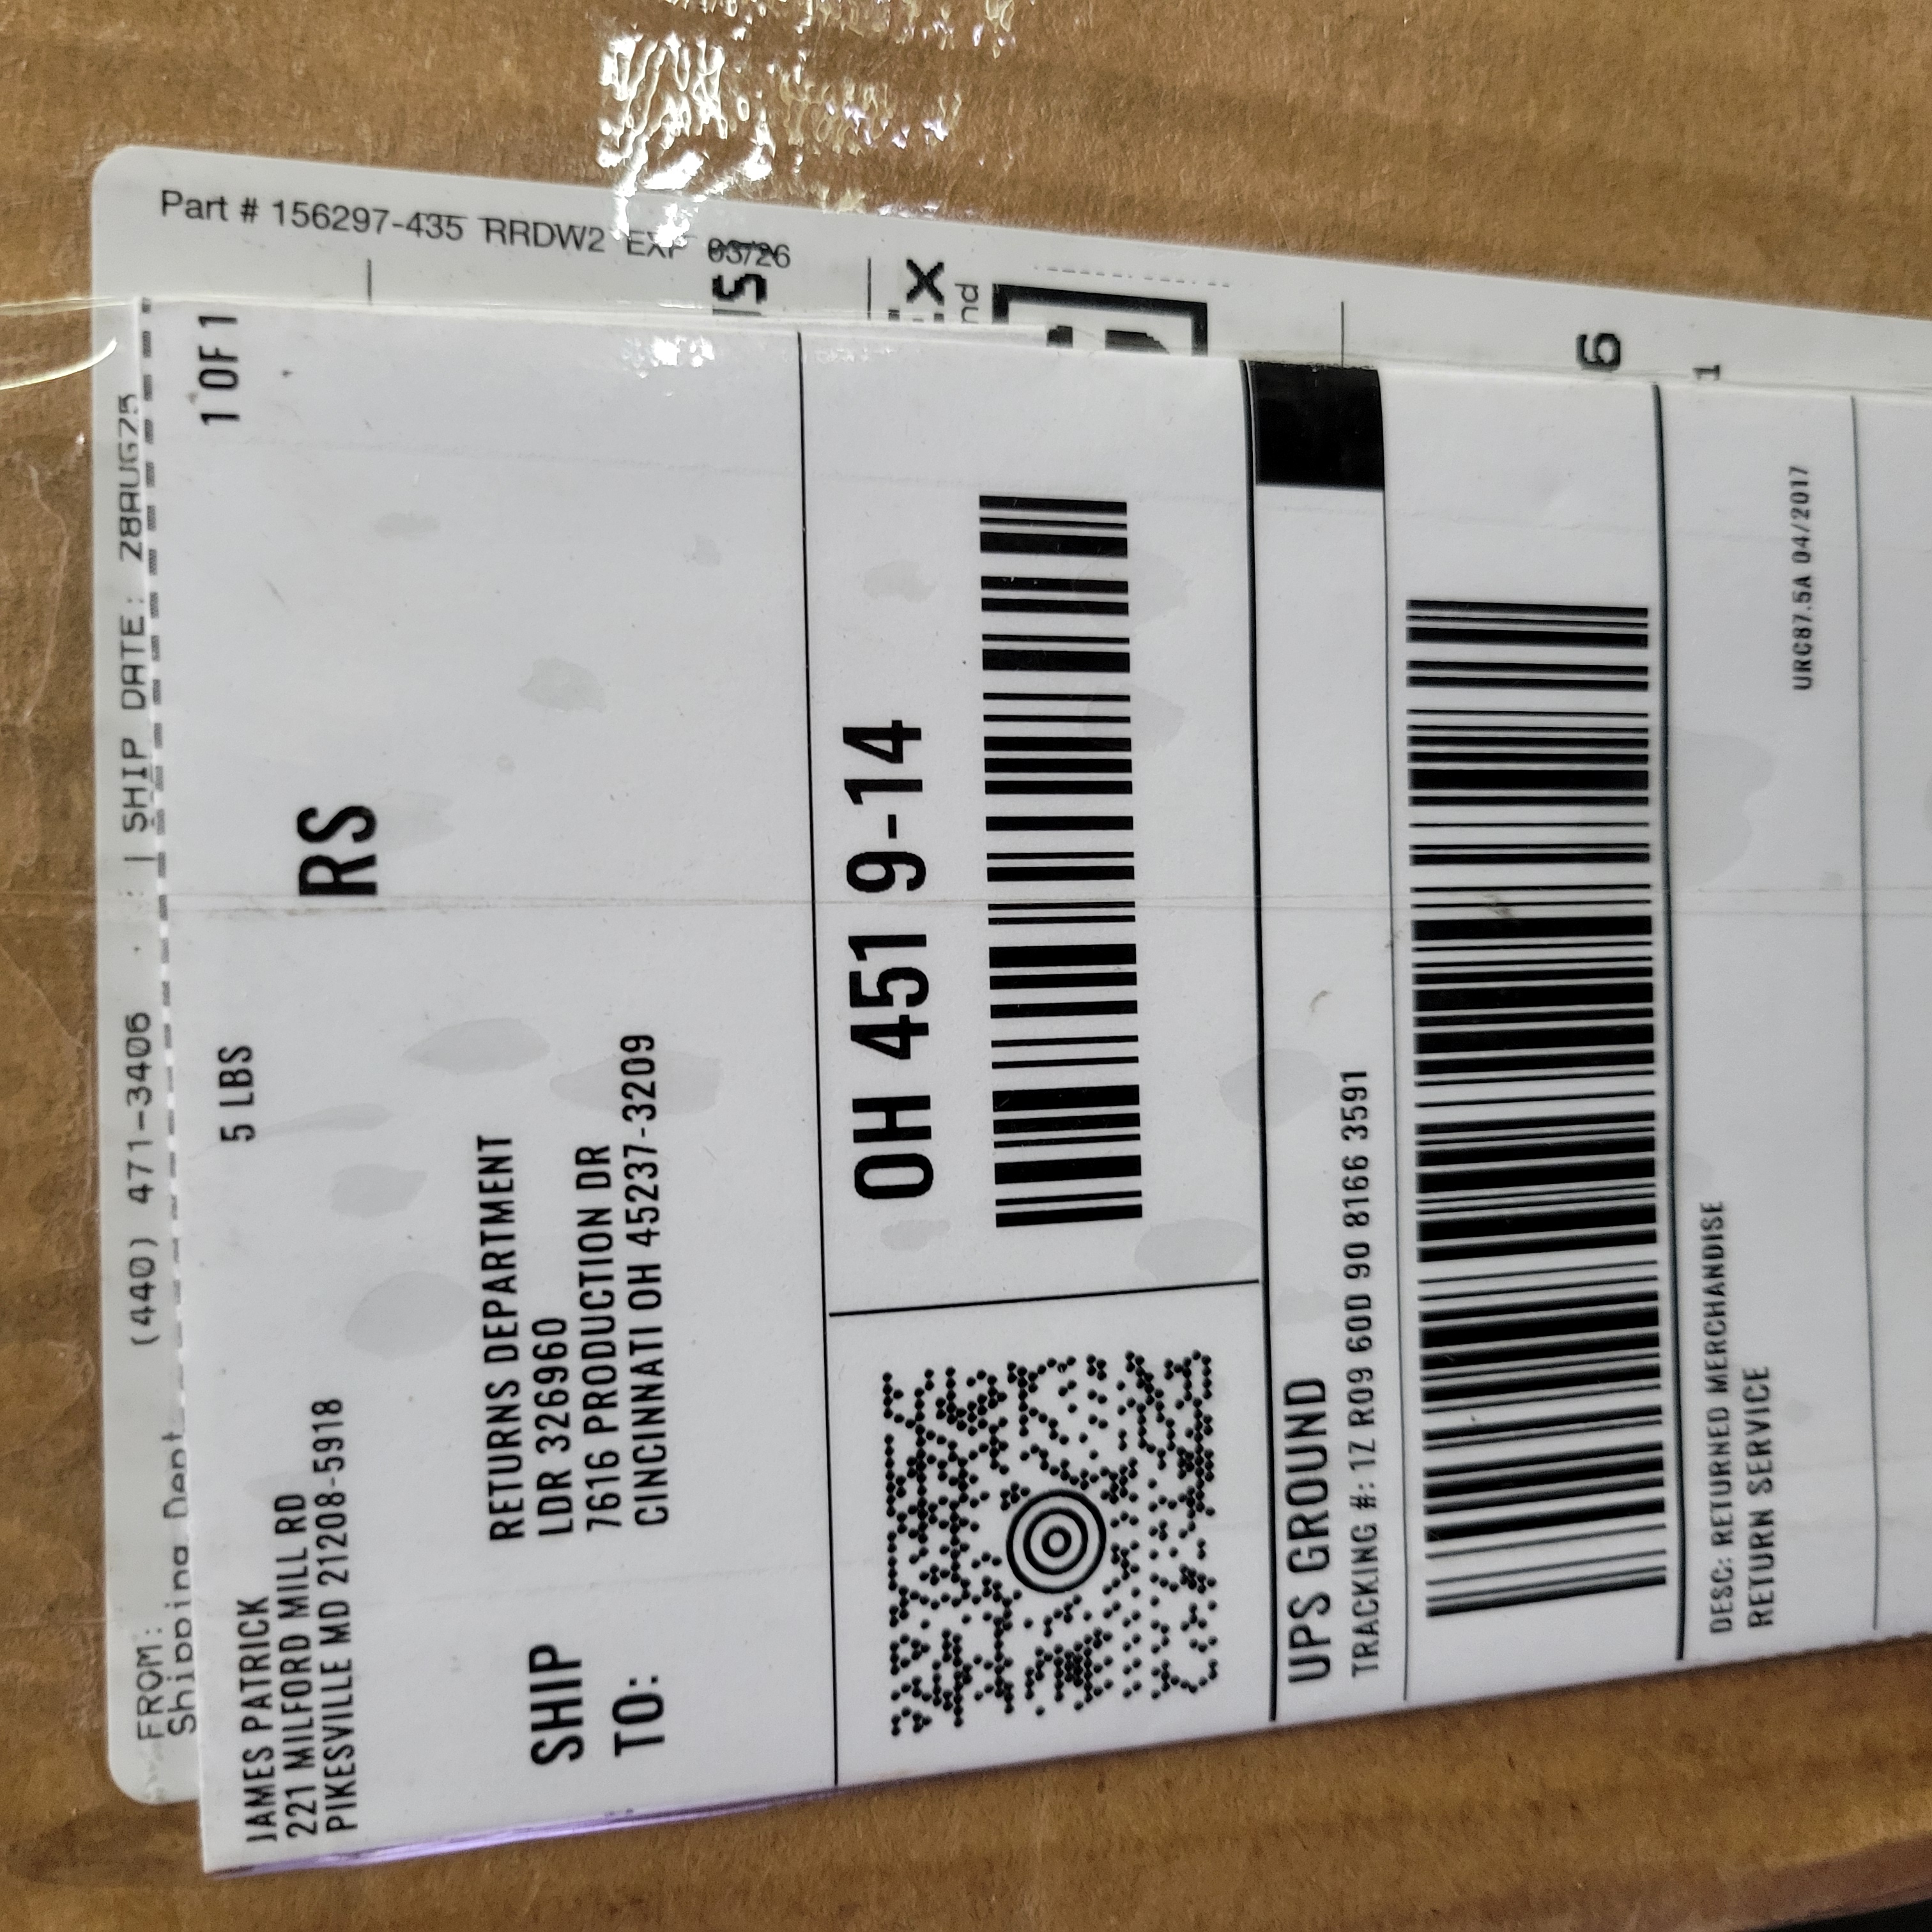 Part # 156297-435 RRDW2 EXP 03/26
FROM: (440) 471-3406 SHIP DATE: 28AUG25
Shipping Dept
JAMES PATRICK 5 LBS 1 OF 1
221 MILFORD MILL RD
PIKESVILLE MD 21208-5918
RS
SHIP TO:
RETURNS DEPARTMENT
LDR 326960
7616 PRODUCTION DR
CINCINNATI OH 45237-3209
OH 451 9-14
UPS GROUND
TRACKING #: 1Z R09 60D 90 8166 3591
DESC: RETURNED MERCHANDISE
RETURN SERVICE
URC87.5A 04/2017
6
1